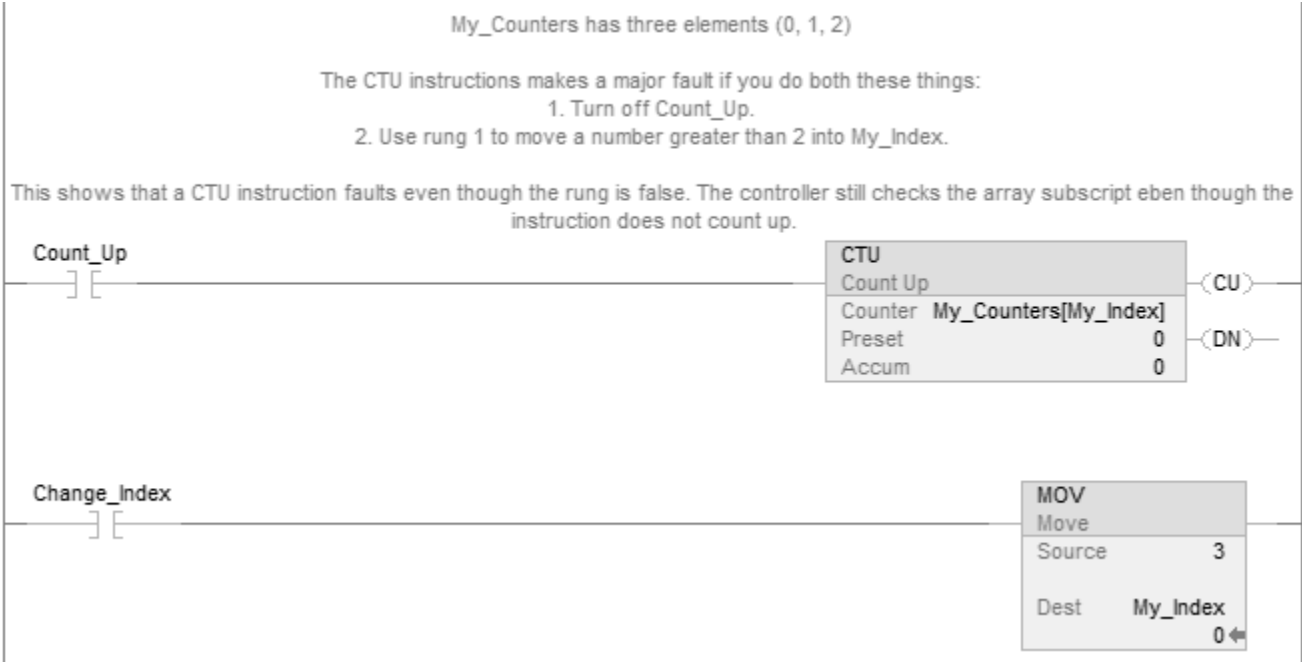 My_Counters has three elements (0, 1, 2)
The CTU instructions makes a major fault if you do both these things:
1. Turn off Count_Up.
2. Use rung 1 to move a number greater than 2 into My_Index.
This shows that a CTU instruction faults even though the rung is false. The controller still checks the array subscript eben though the
instruction does not count up.
Count_Up
CTU
Count Up
Counter My_Counters[My_Index]
Preset 0
Accum 0
CU
DN
Change_Index
MOV
Move
Source 3
Dest My_Index
0